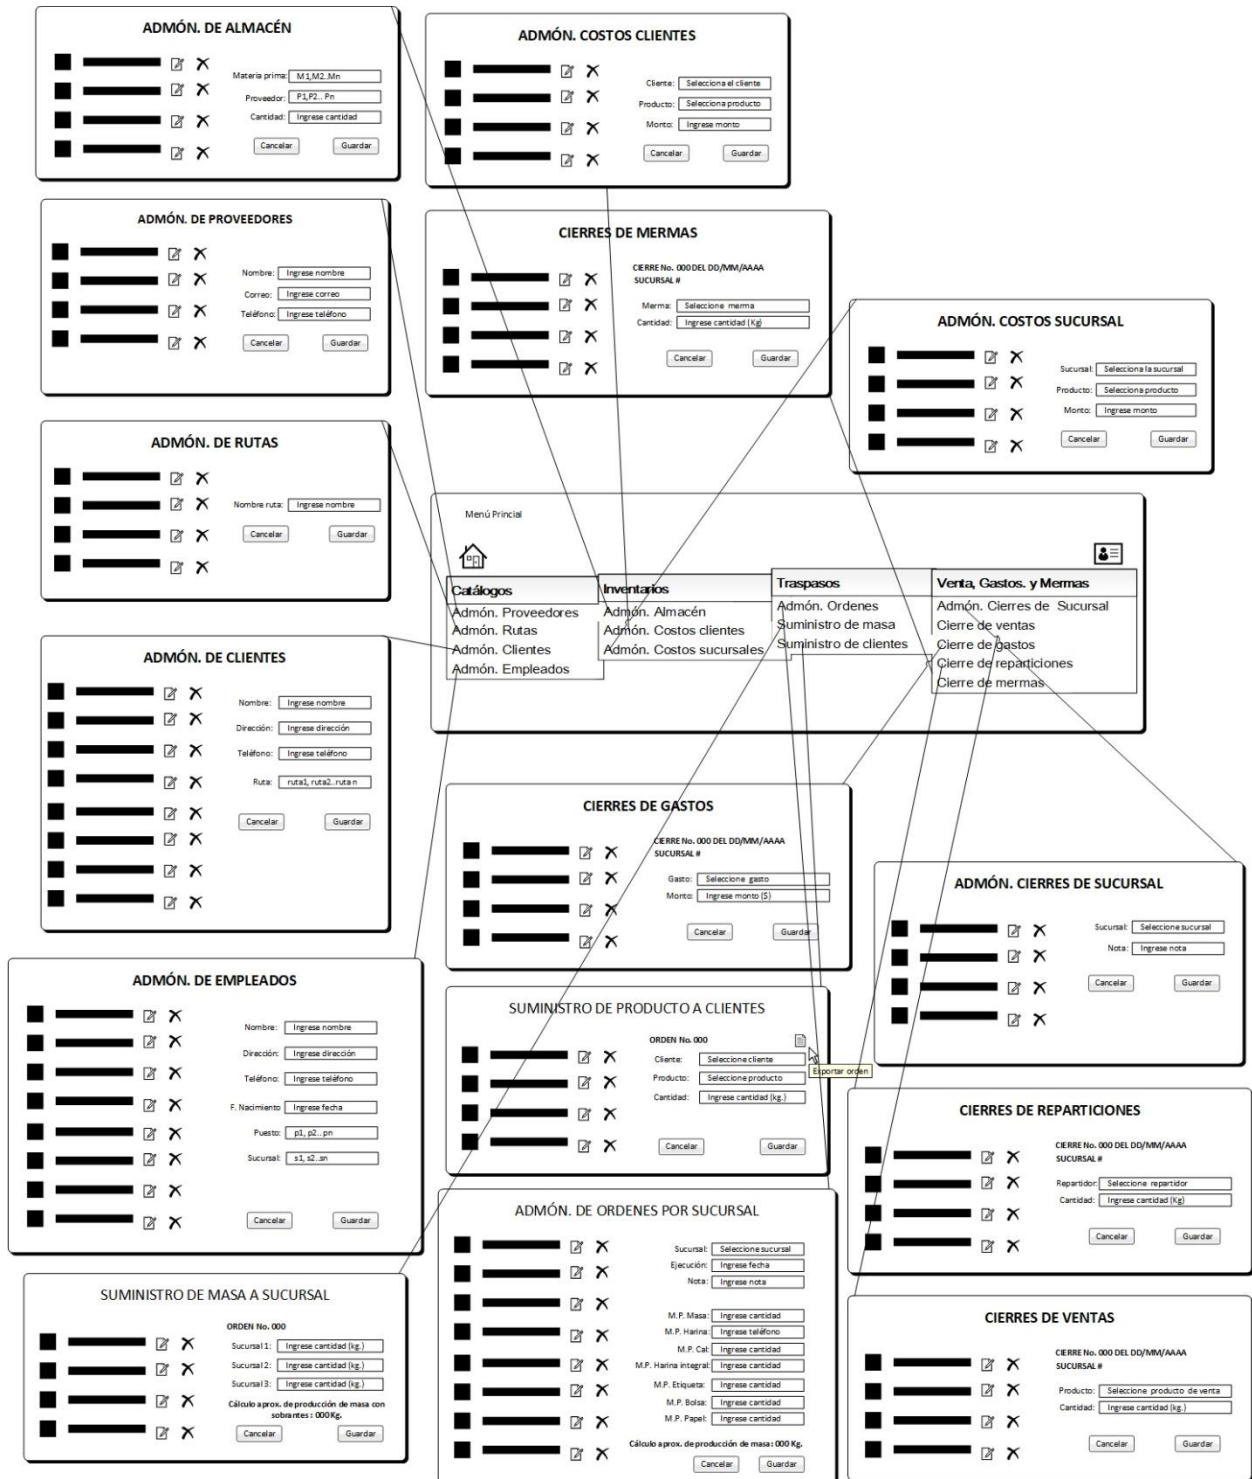 ADMÓN. DE ALMACÉN
Materia prima: M1,M2..Mn
Proveedor: P1,P2.. Pn
Cantidad: Ingrese cantidad
Cancelar Guardar
ADMÓN. COSTOS CLIENTES
Cliente: Selecciona el cliente
Producto: Selecciona producto
Monto: Ingrese monto
Cancelar Guardar
ADMÓN. DE PROVEEDORES
Nombre: Ingrese nombre
Correo: Ingrese correo
Teléfono: Ingrese teléfono
Cancelar Guardar
CIERRES DE MERMAS
CIERRE No. 000 DEL DD/MM/AAAA
SUCURSAL #
Merma: Seleccione merma
Cantidad: Ingrese cantidad (Kg)
Cancelar Guardar
ADMÓN. COSTOS SUCURSAL
Sucursal: Selecciona la sucursal
Producto: Selecciona producto
Monto: Ingrese monto
Cancelar Guardar
ADMÓN. DE RUTAS
Nombre ruta: Ingrese nombre
Cancelar Guardar
Menú Princial
Catálogos
Admón. Proveedores
Admón. Rutas
Admón. Clientes
Admón. Empleados
Inventarios
Admón. Almacén
Admón. Costos clientes
Admón. Costos sucursales
Traspasos
Admón. Ordenes
Suministro de masa
Suministro de clientes
Venta, Gastos. y Mermas
Admón. Cierres de Sucursal
Cierre de ventas
Cierre de gastos
Cierre de reparticiones
Cierre de mermas
ADMÓN. DE CLIENTES
Nombre: Ingrese nombre
Dirección: Ingrese dirección
Teléfono: Ingrese teléfono
Ruta: ruta1, ruta2..rutan
Cancelar Guardar
CIERRES DE GASTOS
CIERRE No. 000 DEL DD/MM/AAAA
SUCURSAL #
Gasto: Seleccione gasto
Monto: Ingrese monto ($)
Cancelar Guardar
ADMÓN. CIERRES DE SUCURSAL
Sucursal: Seleccione sucursal
Nota: Ingrese nota
Cancelar Guardar
ADMÓN. DE EMPLEADOS
Nombre: Ingrese nombre
Dirección: Ingrese dirección
Teléfono: Ingrese teléfono
F. Nacimiento Ingrese fecha
Puesto: p1, p2.. pn
Sucursal: s1, s2..sn
Cancelar Guardar
SUMINISTRO DE PRODUCTO A CLIENTES
ORDEN No. 000
Cliente: Seleccione cliente
Exportar orden
Producto: Seleccione producto
Cantidad: Ingrese cantidad (kg.)
Cancelar Guardar
CIERRES DE REPARTICIONES
CIERRE No. 000 DEL DD/MM/AAAA
SUCURSAL #
Repartidor: Seleccione repartidor
Cantidad: Ingrese cantidad (Kg)
Cancelar Guardar
ADMÓN. DE ORDENES POR SUCURSAL
Sucursal: Seleccione sucursal
Ejecución: Ingrese fecha
Nota: Ingrese nota
M.P. Masa: Ingrese cantidad
M.P. Harina: Ingrese teléfono
M.P. Cal: Ingrese cantidad
M.P. Harina integral: Ingrese cantidad
M.P. Etiqueta: Ingrese cantidad
M.P. Bolsa: Ingrese cantidad
M.P. Papel: Ingrese cantidad
Cálculo aprox. de producción de masa: 000 Kg.
Cancelar Guardar
SUMINISTRO DE MASA A SUCURSAL
ORDEN No. 000
Sucursal 1: Ingrese cantidad (kg.)
Sucursal 2: Ingrese cantidad (kg.)
Sucursal 3: Ingrese cantidad (kg.)
Cálculo aprox. de producción de masa con
sobrantes : 000 Kg.
Cancelar Guardar
CIERRES DE VENTAS
CIERRE No. 000 DEL DD/MM/AAAA
SUCURSAL #
Producto: Seleccione producto de venta
Cantidad: Ingrese cantidad (kg.)
Cancelar Guardar